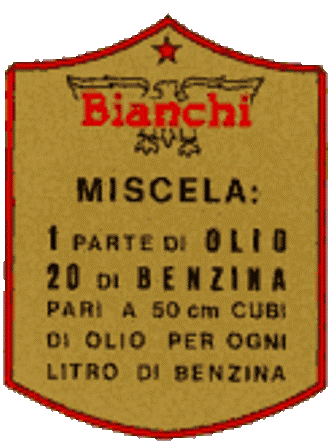 Bianchi
MISCELA:
1 PARTE DI OLIO
20 DI BENZINA
PARI A 50 cm CUBI
DI OLIO PER OGNI
LITRO DI BENZINA